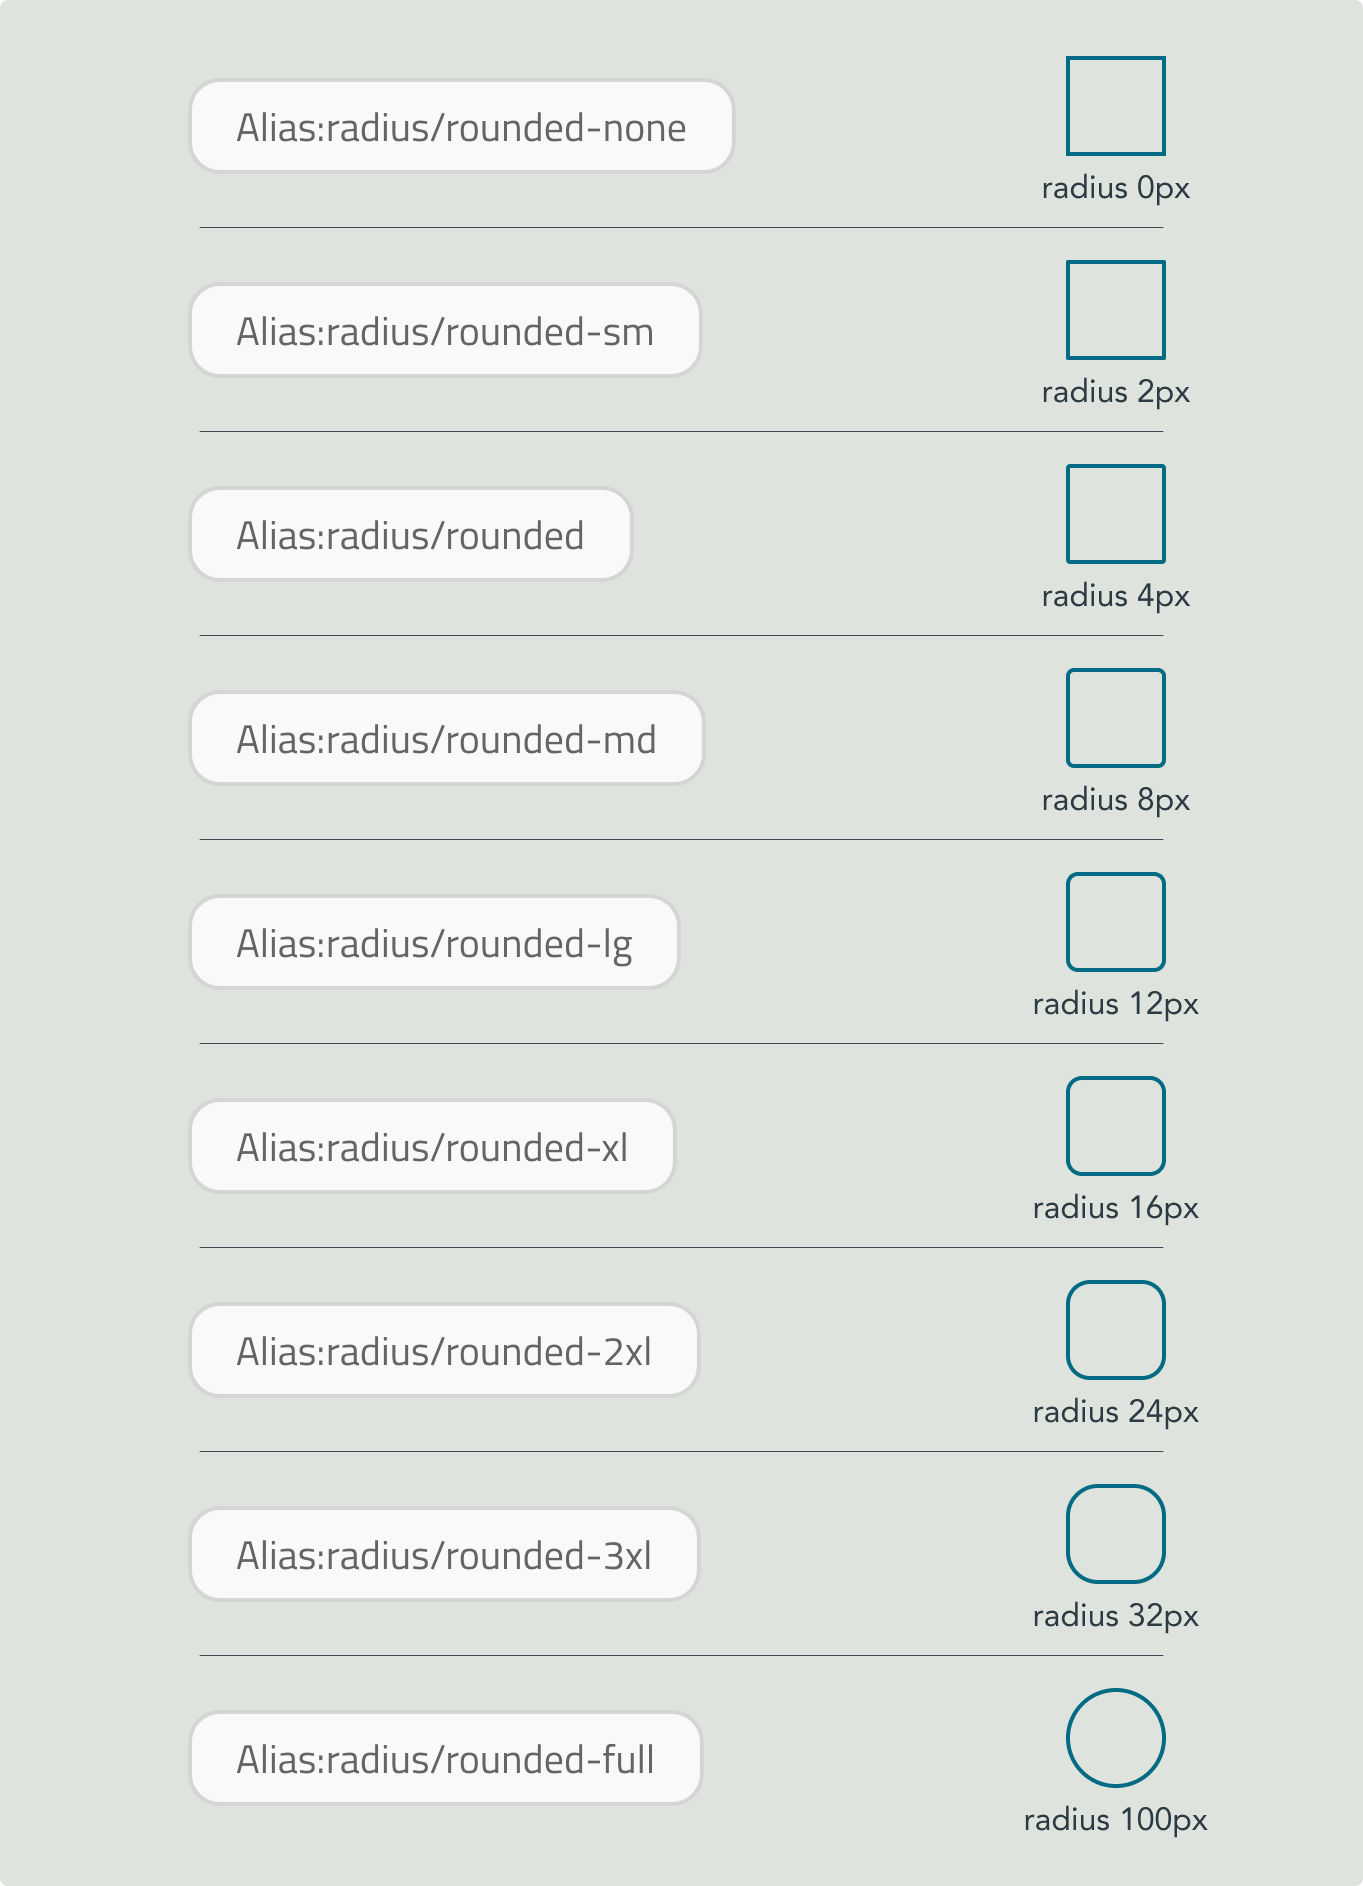 Alias:radius/rounded-none
radius 0px
Alias:radius/rounded-sm
radius 2px
Alias:radius/rounded
radius 4px
Alias:radius/rounded-md
radius 8px
Alias:radius/rounded-lg
radius 12px
Alias:radius/rounded-xl
radius 16px
Alias:radius/rounded-2xl
radius 24px
Alias:radius/rounded-3xl
radius 32px
Alias:radius/rounded-full
radius 100px